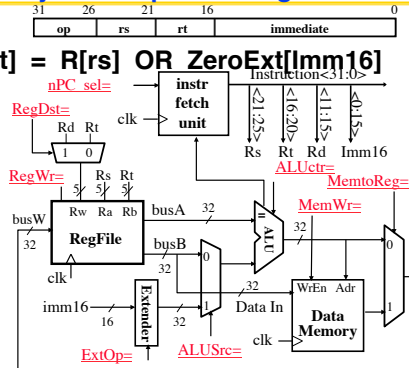 31 26 21 16 0
op rs rt immediate
t] = R[rs] OR ZeroExt[Imm16]
nPC_sel=
instr
fetch
unit
Instruction<31:0>
clk
<21:25>
<16:20>
<11:15>
<0:15>
Rs Rt Rd Imm16
RegDst=
Rd Rt
1 0
ALUctr=
MemtoReg=
RegWr=
Rs Rt
5 5 5
MemWr=
busA 32
Rw Ra Rb
busW
32
RegFile
busB
32
clk
=
ALU
32
0
0
1
32
WrEn Adr
Data In
Data
Memory
clk
1
imm16
16
Extender
32
ExtOp=
ALUSrc=